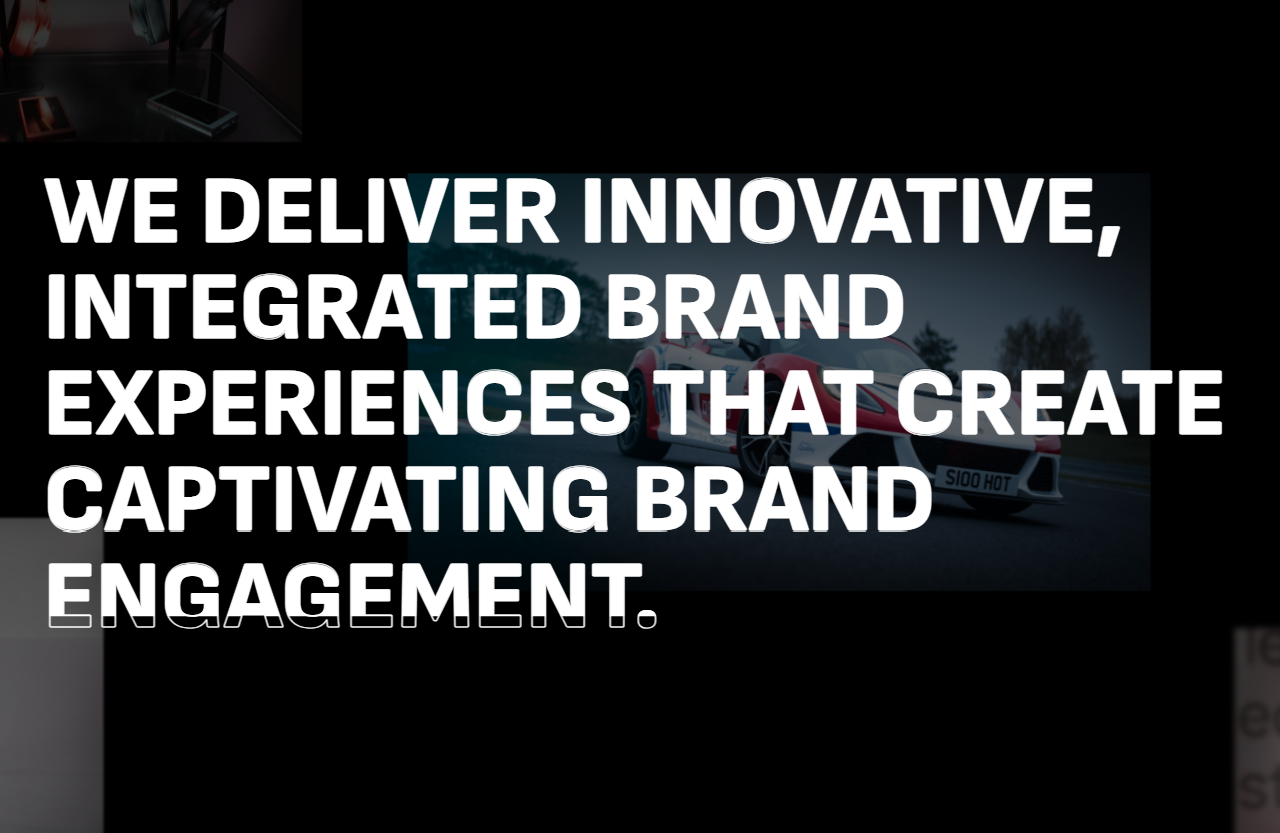 WE DELIVER INNOVATIVE,
INTEGRATED BRAND
EXPERIENCES THAT CREATE
CAPTIVATING BRAND
ENGAGEMENT.
S100 HOT